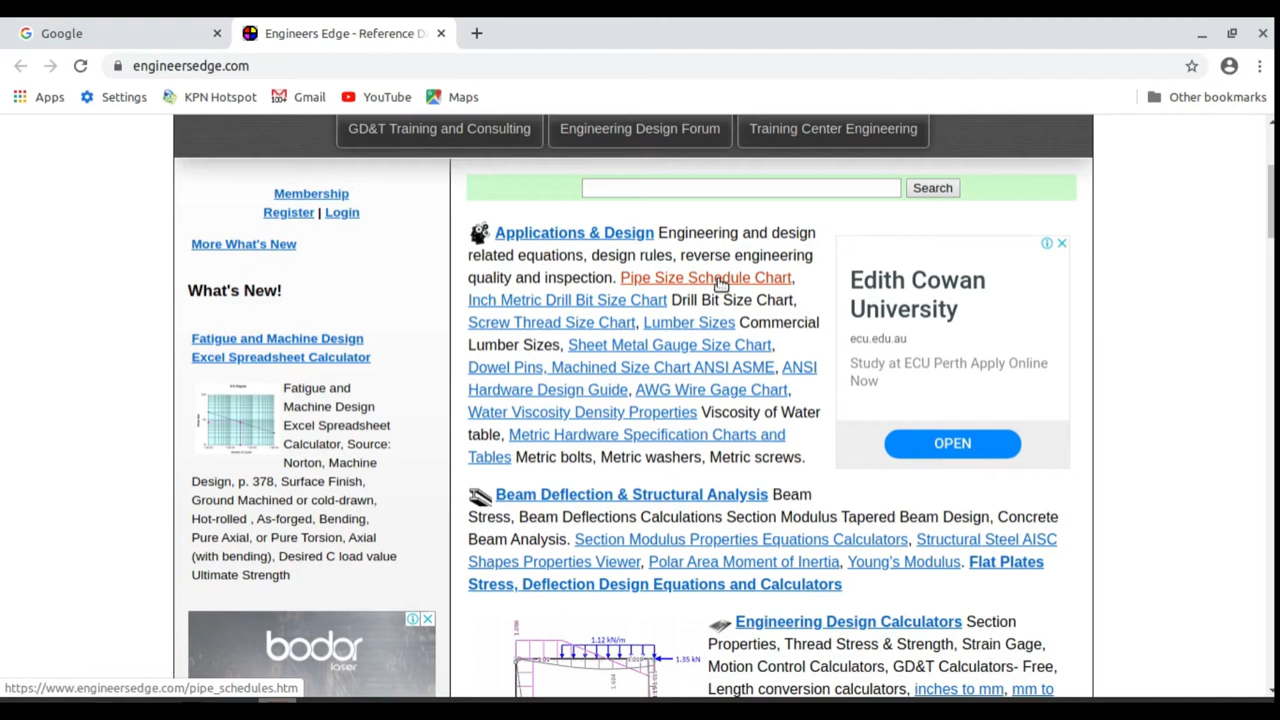 Google
Engineers Edge - Reference D
engineersedge.com
Apps
Settings
KPN Hotspot
Gmail
YouTube
Maps
Other bookmarks
GD&T Training and Consulting
Engineering Design Forum
Training Center Engineering
Membership
Register | Login
More What's New
What's New!
Fatigue and Machine Design
Excel Spreadsheet Calculator
Fatigue and
Machine Design
Excel Spreadsheet
Calculator, Source:
Norton, Machine
Design, p. 378, Surface Finish,
Ground Machined or cold-drawn,
Hot-rolled , As-forged, Bending,
Pure Axial, or Pure Torsion, Axial
(with bending), Desired C load value
Ultimate Strength
bodor
laser
Search
Applications & Design Engineering and design
related equations, design rules, reverse engineering
quality and inspection. Pipe Size Schedule Chart,
Inch Metric Drill Bit Size Chart Drill Bit Size Chart,
Screw Thread Size Chart, Lumber Sizes Commercial
Lumber Sizes, Sheet Metal Gauge Size Chart,
Dowel Pins, Machined Size Chart ANSI ASME, ANSI
Hardware Design Guide, AWG Wire Gage Chart,
Water Viscosity Density Properties Viscosity of Water
table, Metric Hardware Specification Charts and
Tables Metric bolts, Metric washers, Metric screws.
Edith Cowan
University
ecu.edu.au
Study at ECU Perth Apply Online
Now
OPEN
Beam Deflection & Structural Analysis Beam
Stress, Beam Deflections Calculations Section Modulus Tapered Beam Design, Concrete
Beam Analysis. Section Modulus Properties Equations Calculators, Structural Steel AISC
Shapes Properties Viewer, Polar Area Moment of Inertia, Young's Modulus. Flat Plates
Stress, Deflection Design Equations and Calculators
1.12 kN/m
1.35 kN
Engineering Design Calculators Section
Properties, Thread Stress & Strength, Strain Gage,
Motion Control Calculators, GD&T Calculators- Free,
Length conversion calculators, inches to mm, mm to
https://www.engineersedge.com/pipe_schedules.htm